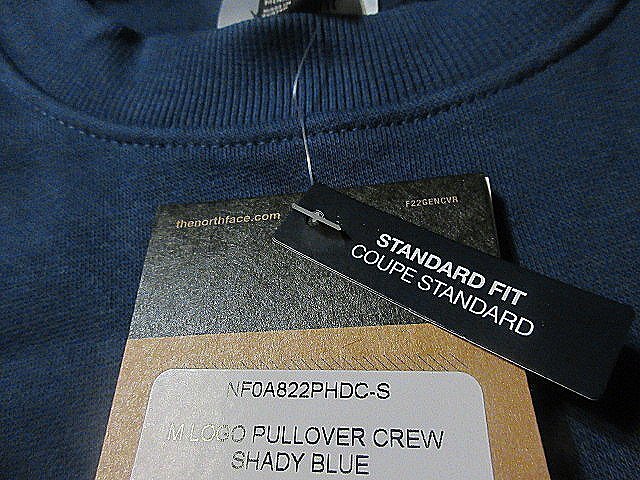 thenorthface.com
F22GENCVR
STANDARD FIT
COUPE STANDARD
NF0A822PHDC-S
M LOGO PULLOVER CREW
SHADY BLUE